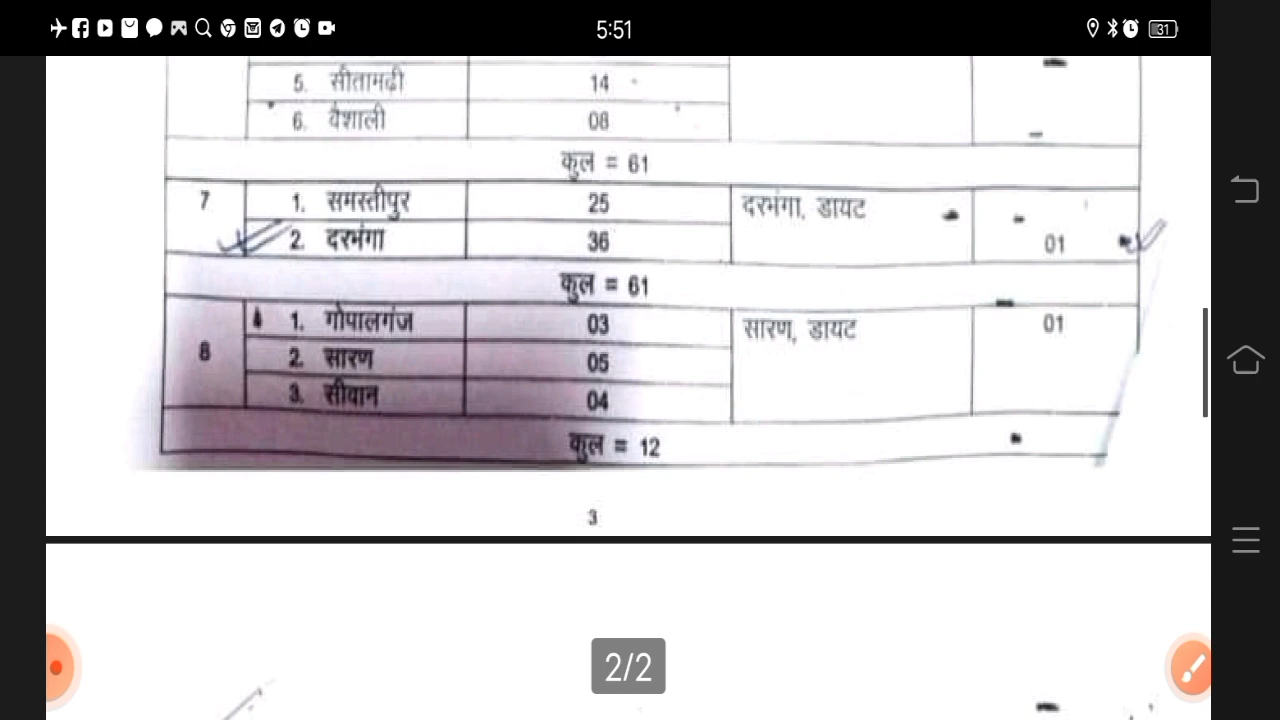 5:51
31
5. सीतामढ़ी 14
6. वैशाली 08
कुल = 61
7 1. समस्तीपुर 25 दरभंगा, डायट
2. दरभंगा 36 01
कुल = 61
8 1. गोपालगंज 03 सारण, डायट 01
2. सारण 05
3. सीवान 04
कुल = 12
3
2/2